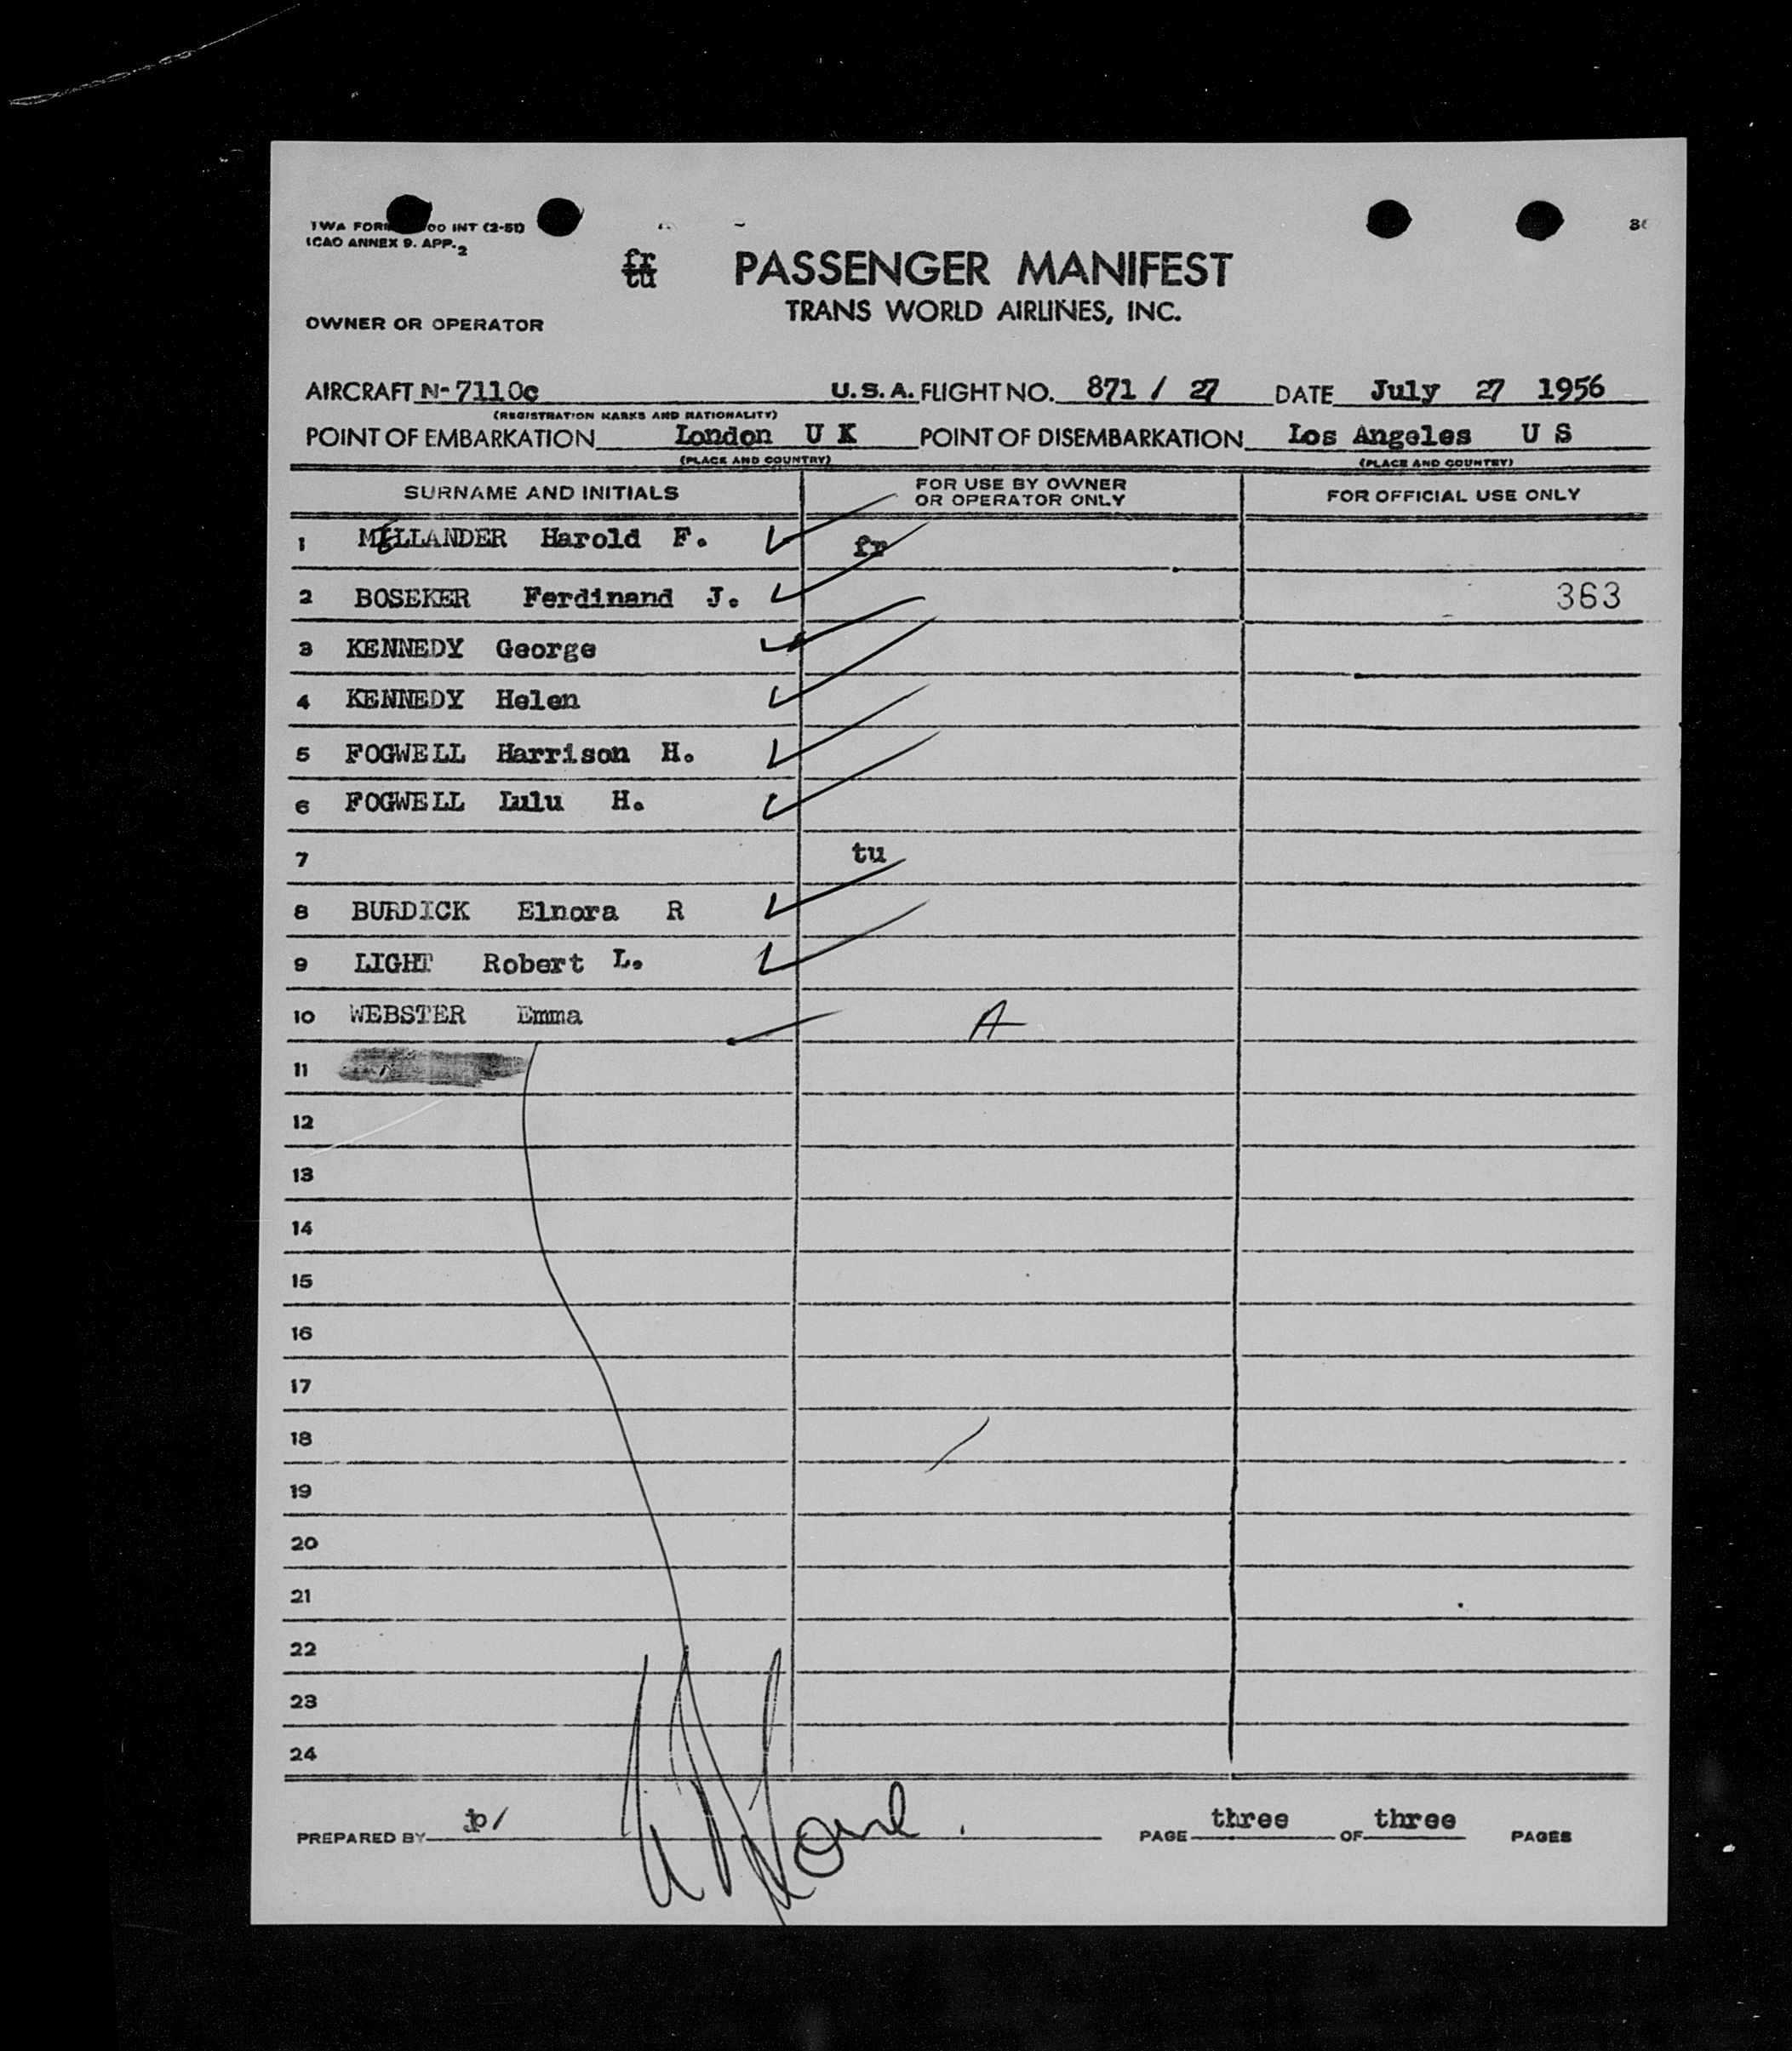 TWA FORM 00 INT (2-51)
ICAO ANNEX 9. APP. 2
fr
tu
PASSENGER MANIFEST
TRANS WORLD AIRLINES, INC.
OWNER OR OPERATOR
AIRCRAFT N-7110c U.S.A. FLIGHT NO. 871 / 27 DATE July 27 1956
(REGISTRATION MARKS AND NATIONALITY)
POINT OF EMBARKATION London U K POINT OF DISEMBARKATION Los Angeles U S
(PLACE AND COUNTRY) (PLACE AND COUNTRY)
SURNAME AND INITIALS FOR USE BY OWNER OR OPERATOR ONLY FOR OFFICIAL USE ONLY
1 MELLANDER Harold F. fr
2 BOSEKER Ferdinand J. 363
3 KENNEDY George
4 KENNEDY Helen
5 FOGWELL Harrison H.
6 FOGWELL Lulu H.
7 tu
8 BURDICK Elnora R
9 LIGHT Robert L.
10 WEBSTER Emma A
11
12
13
14
15
16
17
18
19
20
21
22
23
24
PREPARED BY jp/ PAGE three OF three PAGES